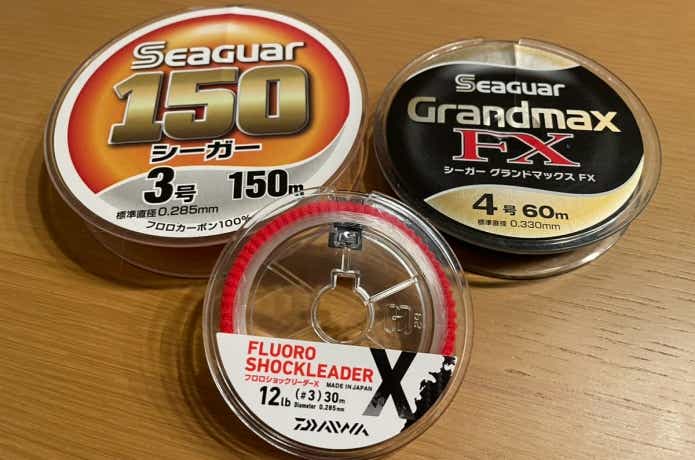 SEAGUAR
150
シーガー
3号 150m
標準直径 0.285mm
フロロカーボン100%
SEAGUAR
Grandmax
FX
シーガー グランドマックス FX
4号 60m
標準直径 0.330mm
FLUORO
SHOCKLEADER X
フロロショックリーダーX MADE IN JAPAN
12lb (#3) 30m
Diameter 0.285mm
DAIWA